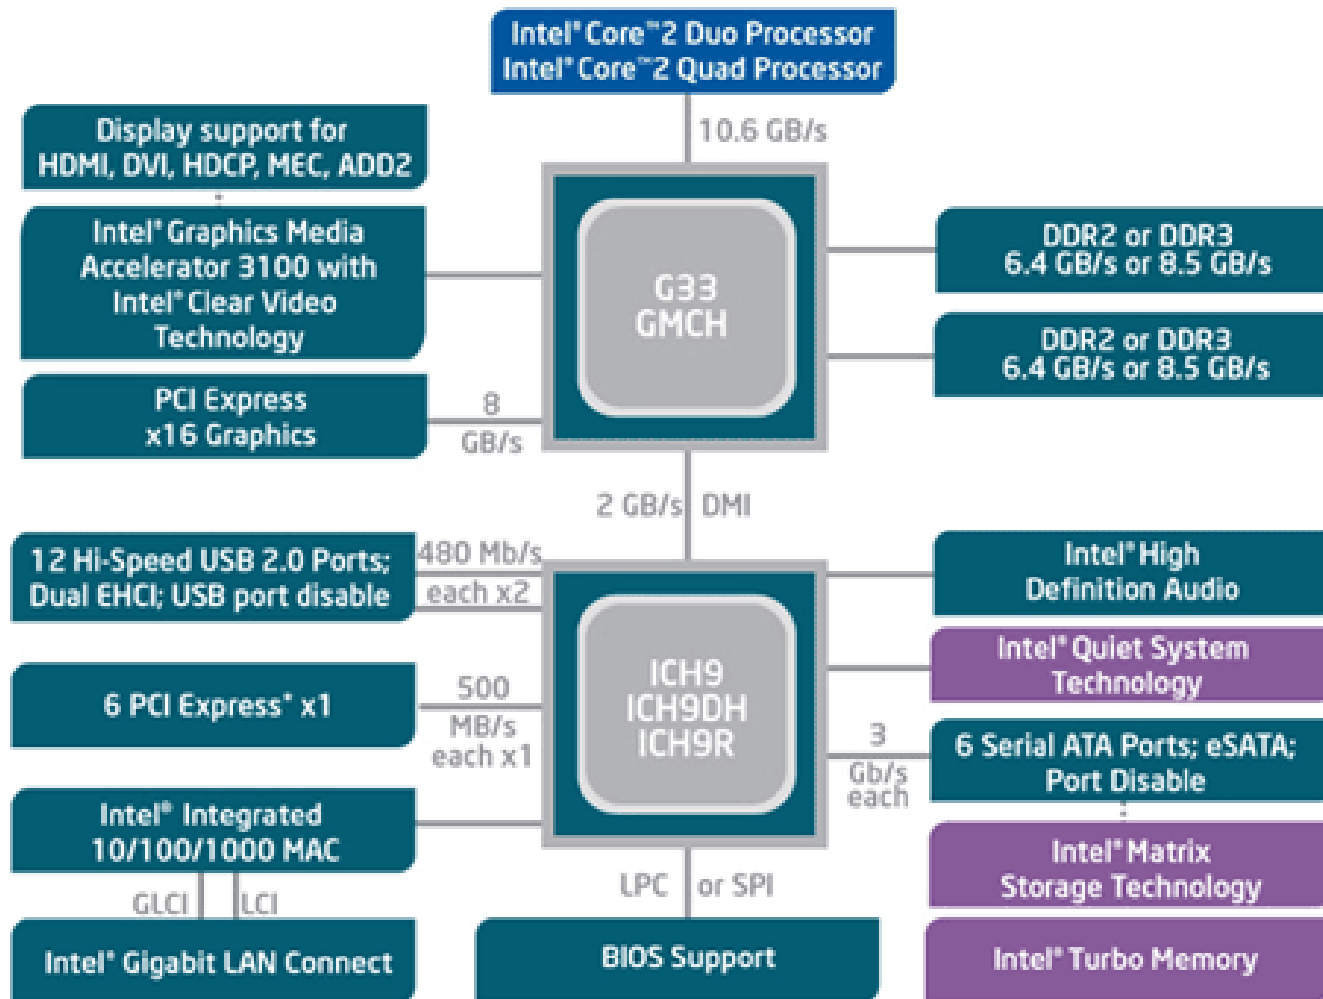 Intel® Core™2 Duo Processor
Intel® Core™2 Quad Processor
10.6 GB/s
Display support for
HDMI, DVI, HDCP, MEC, ADD2
Intel® Graphics Media
Accelerator 3100 with
Intel® Clear Video
Technology
G33
GMCH
DDR2 or DDR3
6.4 GB/s or 8.5 GB/s
DDR2 or DDR3
6.4 GB/s or 8.5 GB/s
PCI Express
x16 Graphics
8
GB/s
2 GB/s DMI
12 Hi-Speed USB 2.0 Ports;
Dual EHCI; USB port disable
480 Mb/s
each x2
Intel® High
Definition Audio
Intel® Quiet System
Technology
6 PCI Express* x1
500
MB/s
each x1
ICH9
ICH9DH
ICH9R
3
Gb/s
each
6 Serial ATA Ports; eSATA;
Port Disable
Intel® Integrated
10/100/1000 MAC
Intel® Matrix
Storage Technology
GLCI LCI
LPC or SPI
Intel® Gigabit LAN Connect
BIOS Support
Intel® Turbo Memory